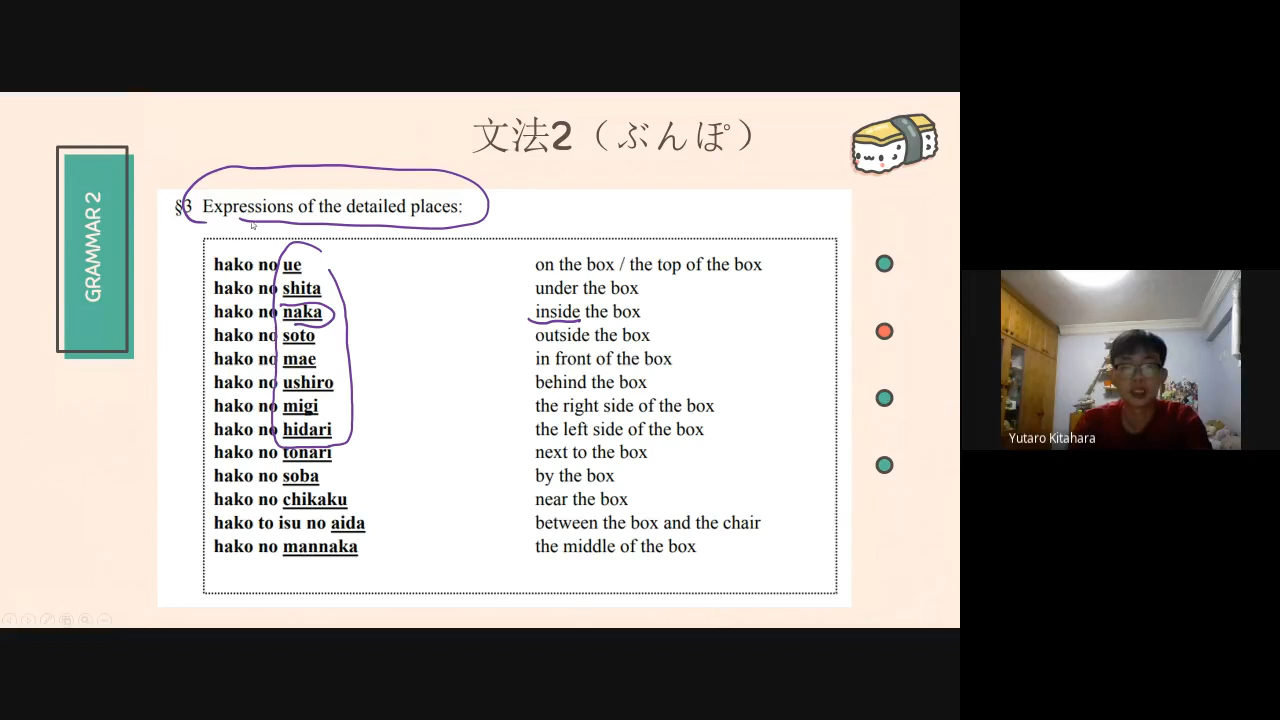 文法2（ぶんぽ）
GRAMMAR 2
§3 Expressions of the detailed places:
hako no ue on the box / the top of the box
hako no shita under the box
hako no naka inside the box
hako no soto outside the box
hako no mae in front of the box
hako no ushiro behind the box
hako no migi the right side of the box
hako no hidari the left side of the box
hako no tonari next to the box
hako no soba by the box
hako no chikaku near the box
hako to isu no aida between the box and the chair
hako no mannaka the middle of the box
Yutaro Kitahara